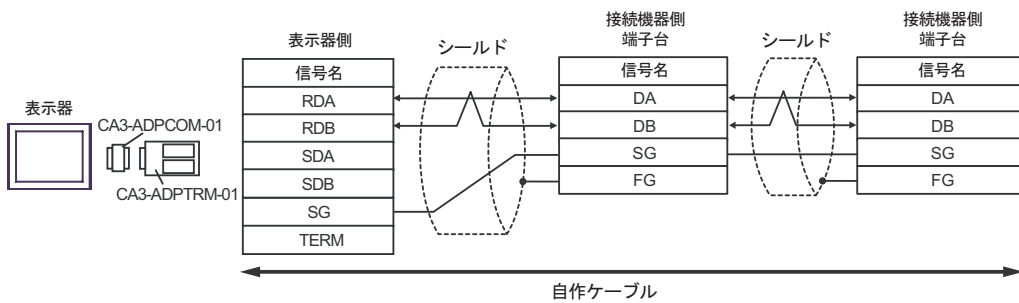 表示器
CA3-ADPCOM-01
CA3-ADPTRM-01
表示器側
信号名
RDA
RDB
SDA
SDB
SG
TERM
シールド
接続機器側
端子台
信号名
DA
DB
SG
FG
シールド
接続機器側
端子台
信号名
DA
DB
SG
FG
自作ケーブル